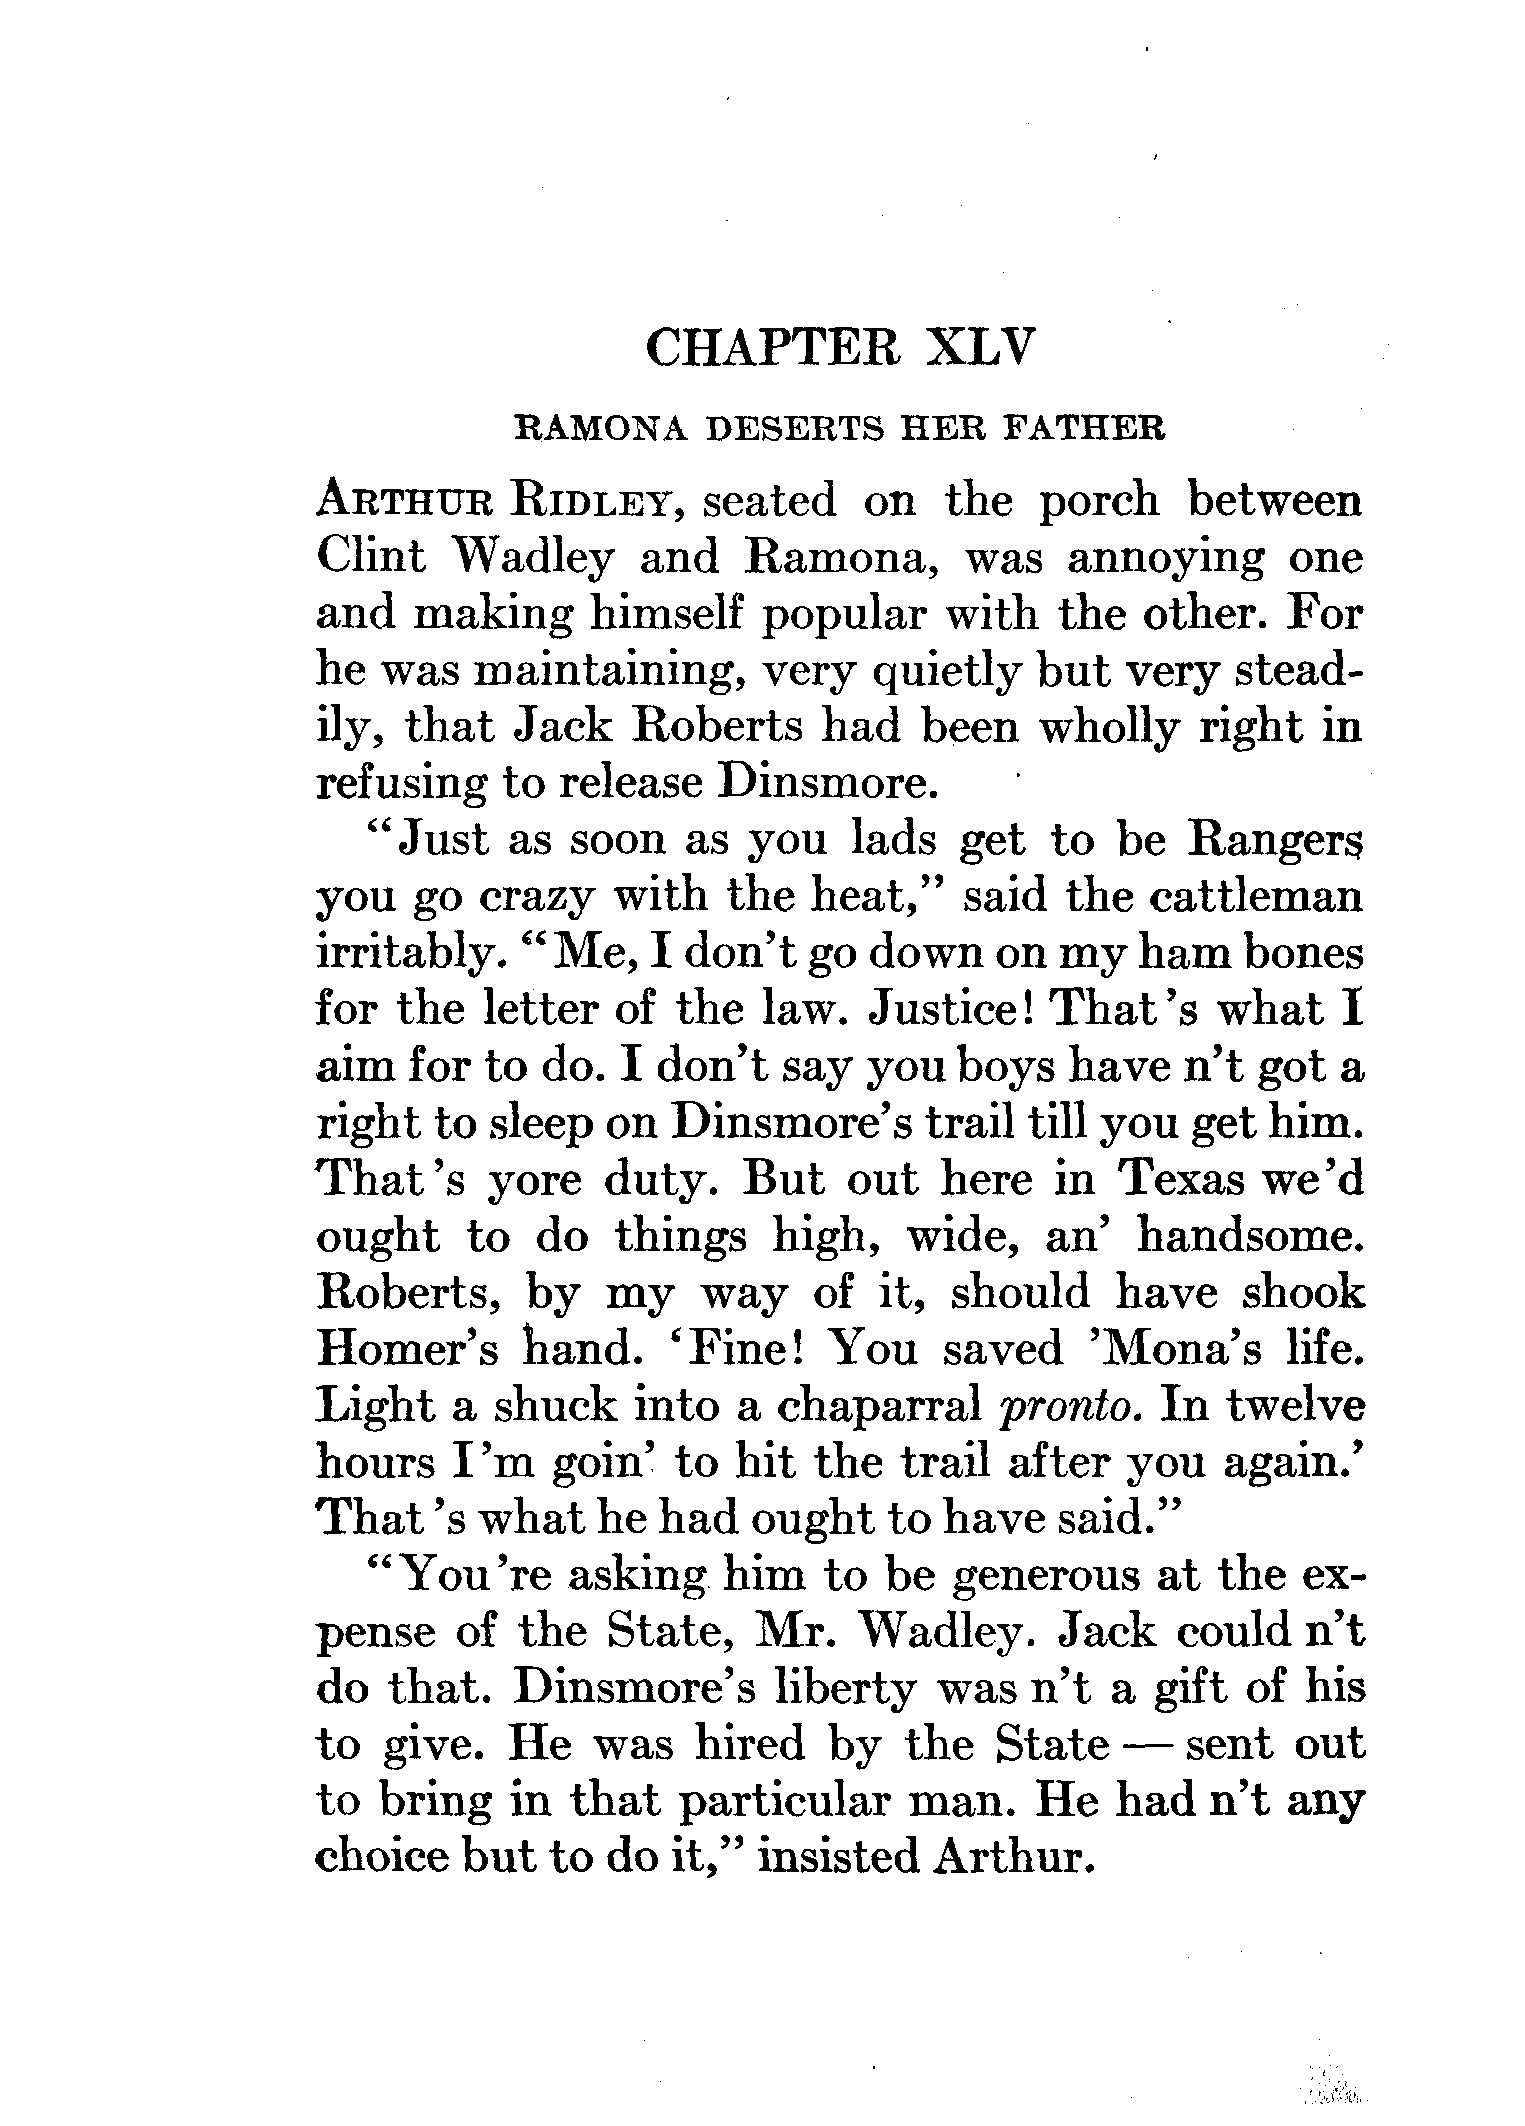 CHAPTER XLV
RAMONA DESERTS HER FATHER
ARTHUR RIDLEY, seated on the porch between
Clint Wadley and Ramona, was annoying one
and making himself popular with the other. For
he was maintaining, very quietly but very stead-
ily, that Jack Roberts had been wholly right in
refusing to release Dinsmore.
“Just as soon as you lads get to be Rangers
you go crazy with the heat,” said the cattleman
irritably. “Me, I don’t go down on my ham bones
for the letter of the law. Justice! That’s what I
aim for to do. I don’t say you boys have n’t got a
right to sleep on Dinsmore’s trail till you get him.
That’s yore duty. But out here in Texas we’d
ought to do things high, wide, an’ handsome.
Roberts, by my way of it, should have shook
Homer’s hand. ‘Fine! You saved ’Mona’s life.
Light a shuck into a chaparral pronto. In twelve
hours I’m goin’ to hit the trail after you again.’
That’s what he had ought to have said.”
“You’re asking him to be generous at the ex-
pense of the State, Mr. Wadley. Jack could n’t
do that. Dinsmore’s liberty was n’t a gift of his
to give. He was hired by the State — sent out
to bring in that particular man. He had n’t any
choice but to do it,” insisted Arthur.